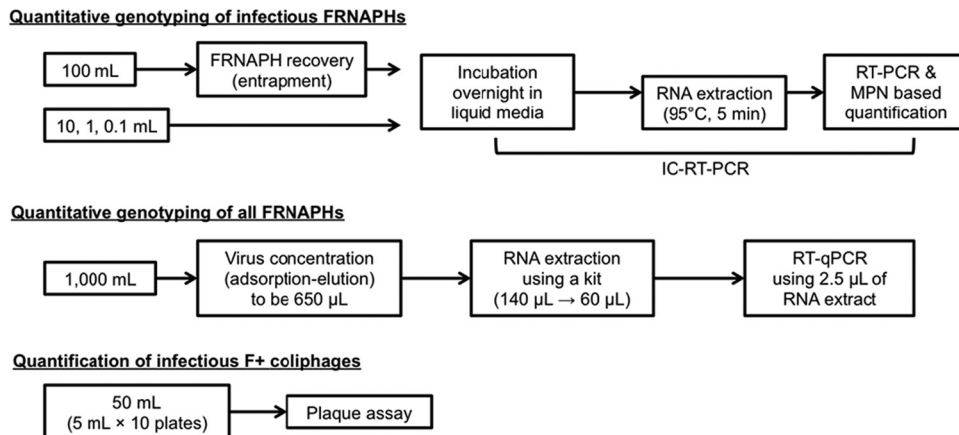 Quantitative genotyping of infectious FRNAPHs
100 mL
FRNAPH recovery
(entrapment)
10, 1, 0.1 mL
Incubation
overnight in
liquid media
RNA extraction
(95°C, 5 min)
RT-PCR &
MPN based
quantification
IC-RT-PCR
Quantitative genotyping of all FRNAPHs
1,000 mL
Virus concentration
(adsorption-elution)
to be 650 µL
RNA extraction
using a kit
(140 µL → 60 µL)
RT-qPCR
using 2.5 µL of
RNA extract
Quantification of infectious F+ coliphages
50 mL
(5 mL × 10 plates)
Plaque assay